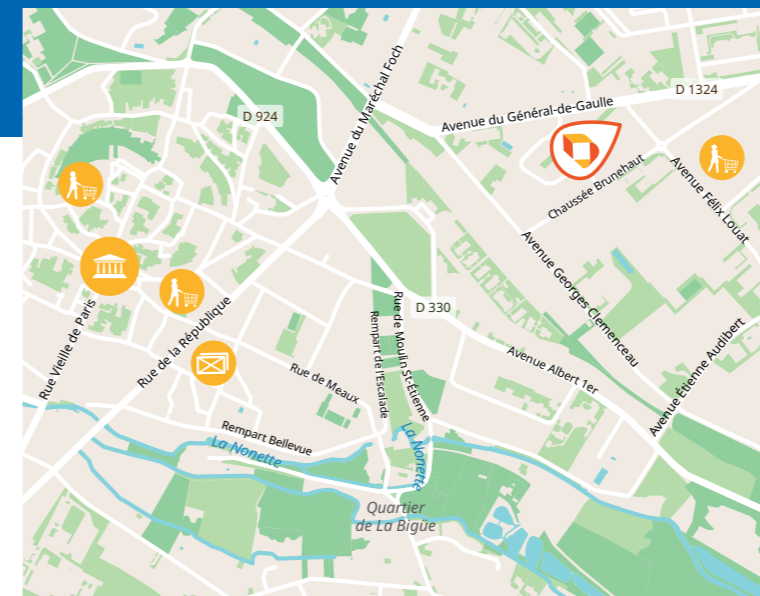 Avenue du Maréchal Foch
D 924
D 1324
Avenue du Général-de-Gaulle
Chaussée Brunehaut
Avenue Félix Louat
Avenue Georges Clemenceau
Rue Vieille de Paris
Rue de la République
D 330
Rue de Moulin St-Étienne
Rempart de l'Escalade
Avenue Albert 1er
Avenue Étienne Audibert
Rue de Meaux
Rempart Bellevue
La Nonette
La Nonette
Quartier
de La Bigüe